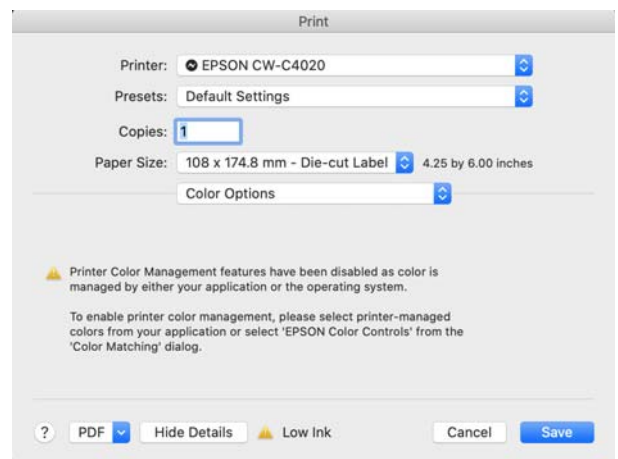 Print
Printer: EPSON CW-C4020
Presets: Default Settings
Copies: 1
Paper Size: 108 x 174.8 mm - Die-cut Label 4.25 by 6.00 inches
Color Options
Printer Color Management features have been disabled as color is
managed by either your application or the operating system.
To enable printer color management, please select printer-managed
colors from your application or select 'EPSON Color Controls' from the
'Color Matching' dialog.
? PDF Hide Details Low Ink Cancel Save